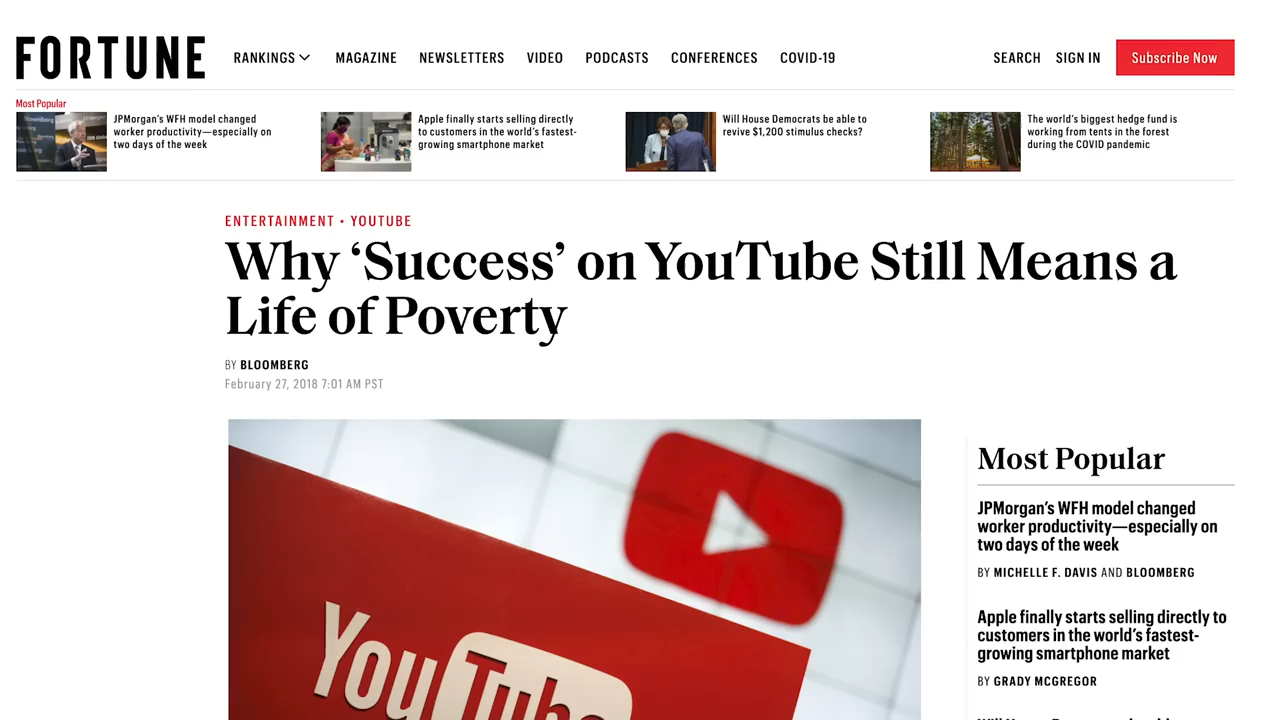 FORTUNE
RANKINGS
MAGAZINE
NEWSLETTERS
VIDEO
PODCASTS
CONFERENCES
COVID-19
SEARCH
SIGN IN
Subscribe Now
Most Popular
JPMorgan's WFH model changed
worker productivity—especially on
two days of the week
Apple finally starts selling directly
to customers in the world's fastest-
growing smartphone market
Will House Democrats be able to
revive $1,200 stimulus checks?
The world's biggest hedge fund is
working from tents in the forest
during the COVID pandemic
ENTERTAINMENT • YOUTUBE
Why ‘Success’ on YouTube Still Means a
Life of Poverty
BY BLOOMBERG
February 27, 2018 7:01 AM PST
YouTube
Most Popular
JPMorgan's WFH model changed
worker productivity—especially on
two days of the week
BY MICHELLE F. DAVIS AND BLOOMBERG
Apple finally starts selling directly to
customers in the world's fastest-
growing smartphone market
BY GRADY MCGREGOR